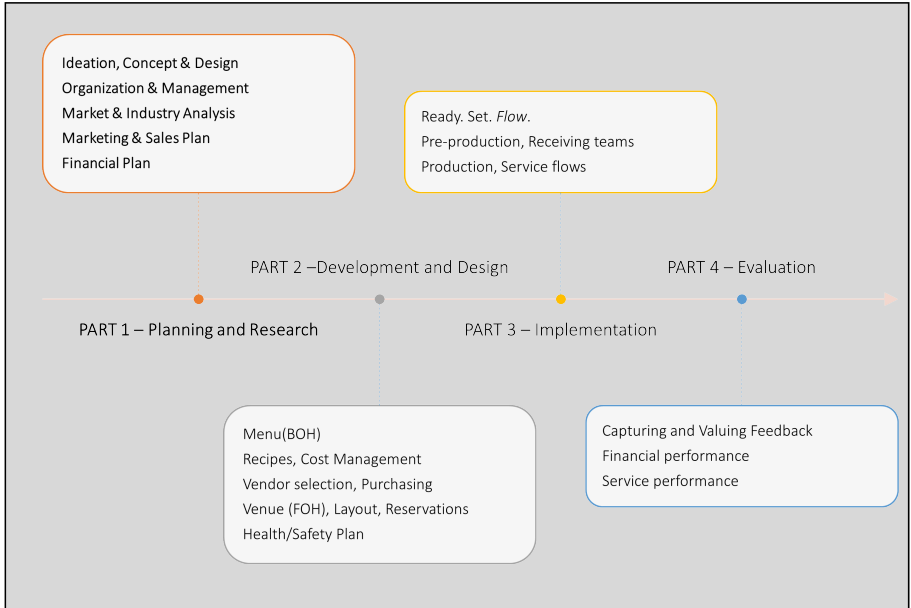 Ideation, Concept & Design
Organization & Management
Market & Industry Analysis
Marketing & Sales Plan
Financial Plan
Ready. Set. Flow.
Pre-production, Receiving teams
Production, Service flows
PART 2 –Development and Design
PART 4 – Evaluation
PART 1 – Planning and Research
PART 3 – Implementation
Menu(BOH)
Recipes, Cost Management
Vendor selection, Purchasing
Venue (FOH), Layout, Reservations
Health/Safety Plan
Capturing and Valuing Feedback
Financial performance
Service performance